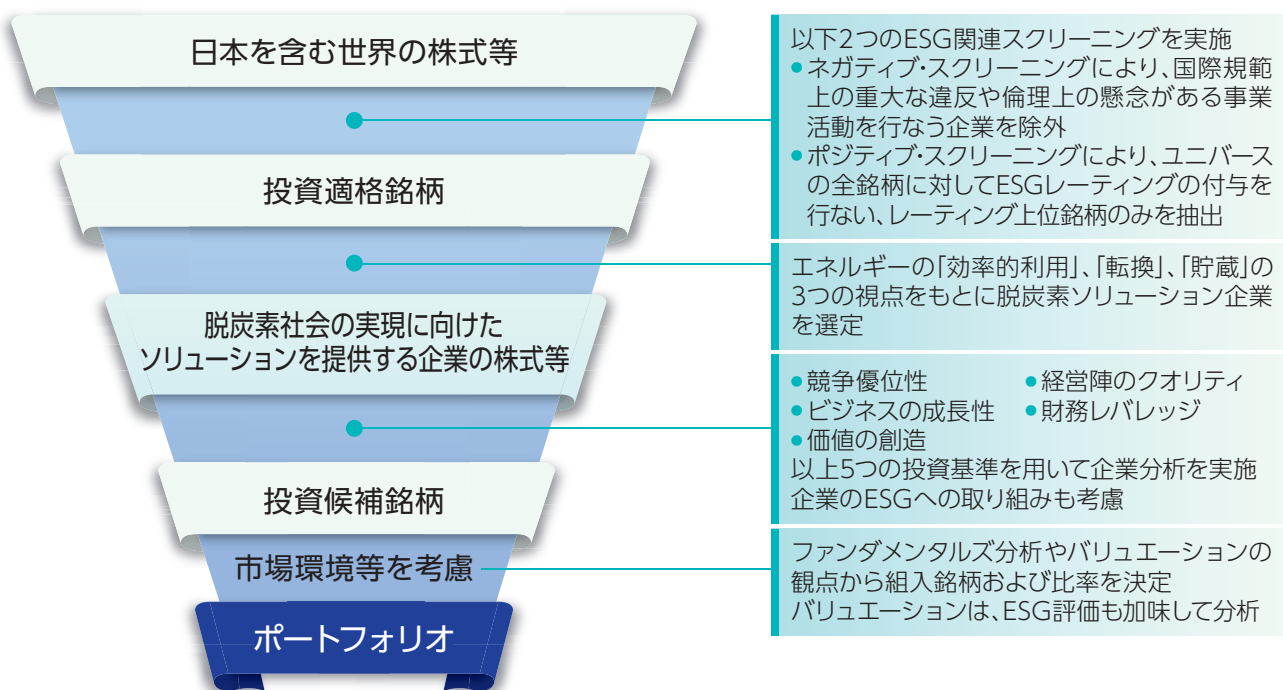 日本を含む世界の株式等
以下2つのESG関連スクリーニングを実施
●ネガティブ・スクリーニングにより、国際規範
上の重大な違反や倫理上の懸念がある事業
活動を行なう企業を除外
●ポジティブ・スクリーニングにより、ユニバース
の全銘柄に対してESGレーティングの付与を
行ない、レーティング上位銘柄のみを抽出
投資適格銘柄
エネルギーの「効率的利用」、「転換」、「貯蔵」の
3つの視点をもとに脱炭素ソリューション企業
を選定
脱炭素社会の実現に向けた
ソリューションを提供する企業の株式等
●競争優位性 ●経営陣のクオリティ
●ビジネスの成長性 ●財務レバレッジ
●価値の創造
以上5つの投資基準を用いて企業分析を実施
企業のESGへの取り組みも考慮
投資候補銘柄
市場環境等を考慮
ファンダメンタルズ分析やバリュエーションの
観点から組入銘柄および比率を決定
バリュエーションは、ESG評価も加味して分析
ポートフォリオ